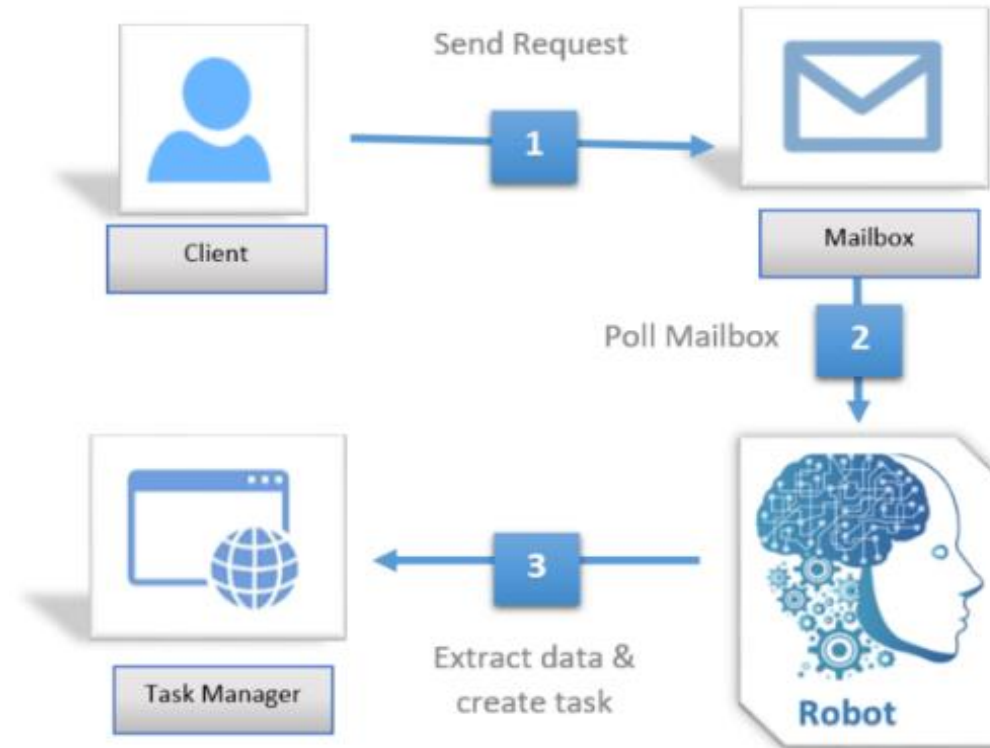 Send Request
1
Client
Mailbox
Poll Mailbox
2
3
Task Manager
Extract data &
create task
Robot